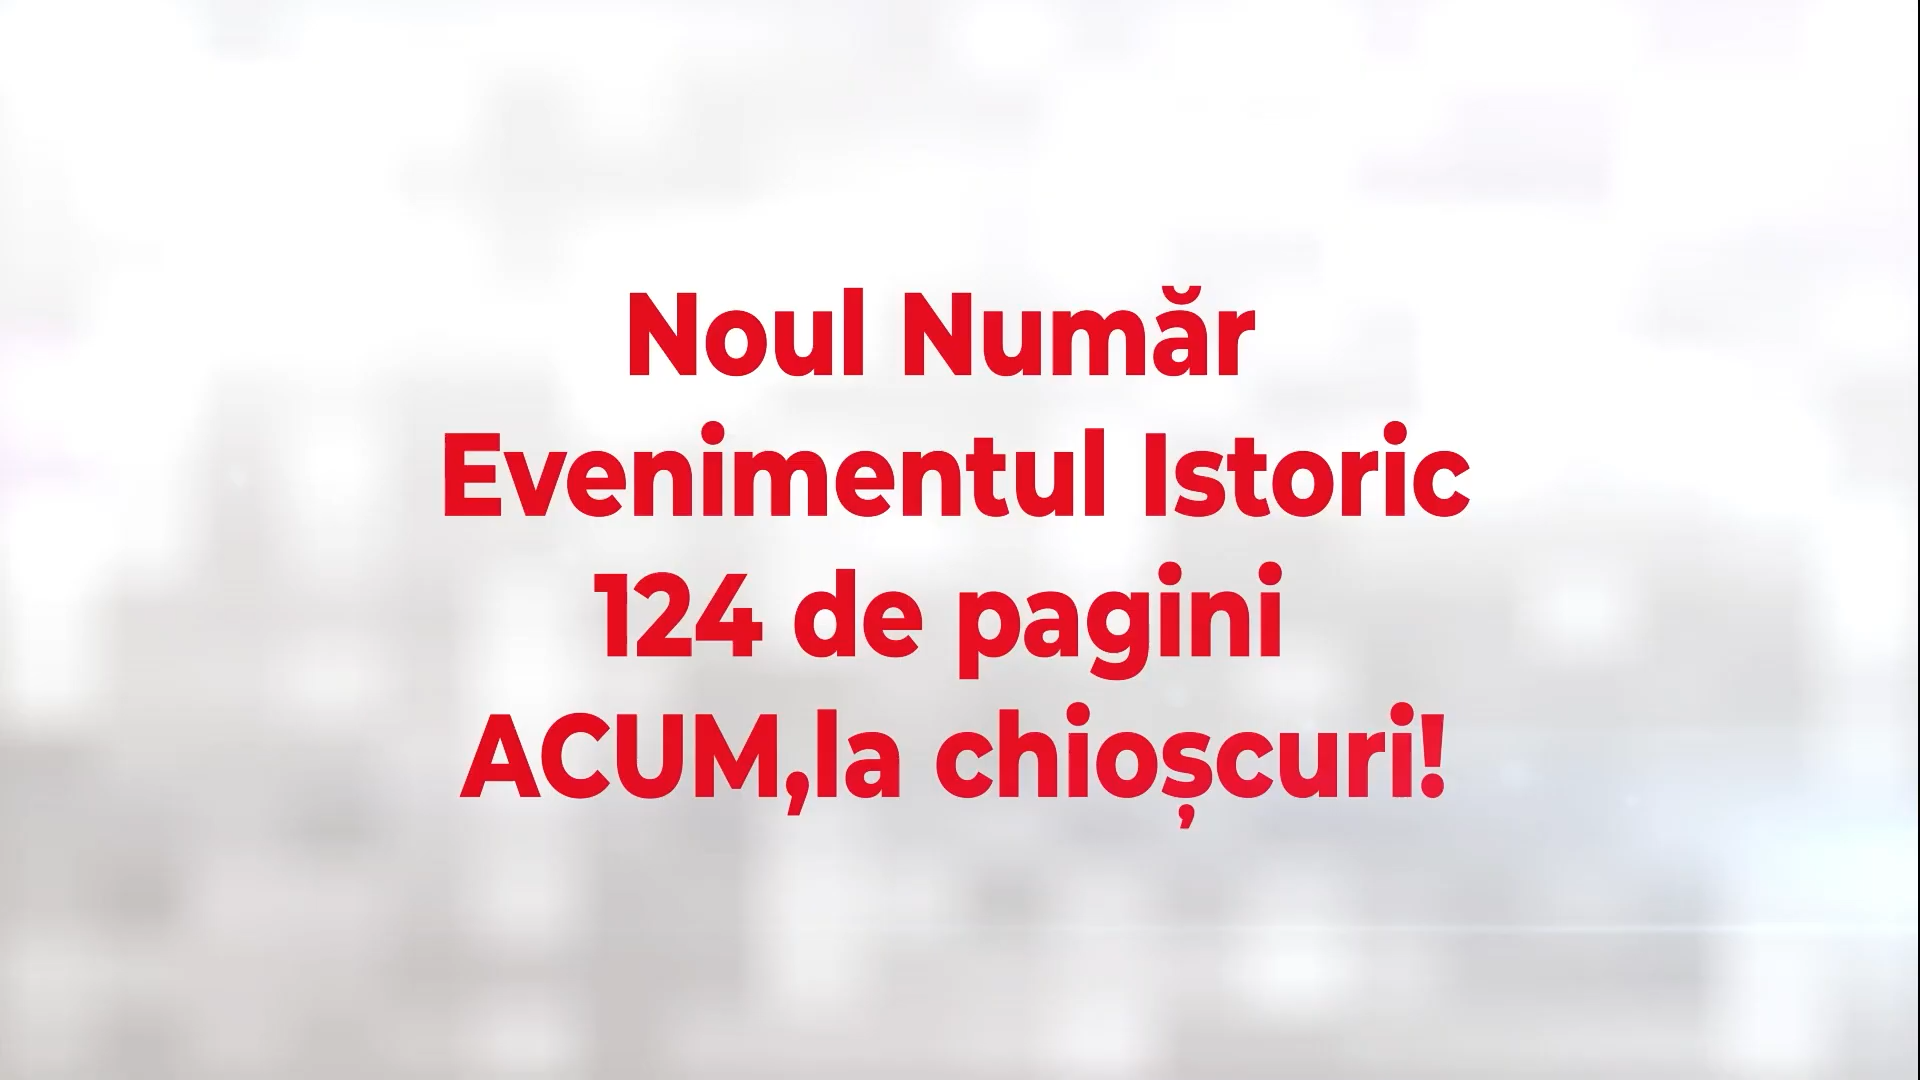 Noul Număr
Evenimentul Istoric
124 de pagini
ACUM,la chioșcuri!